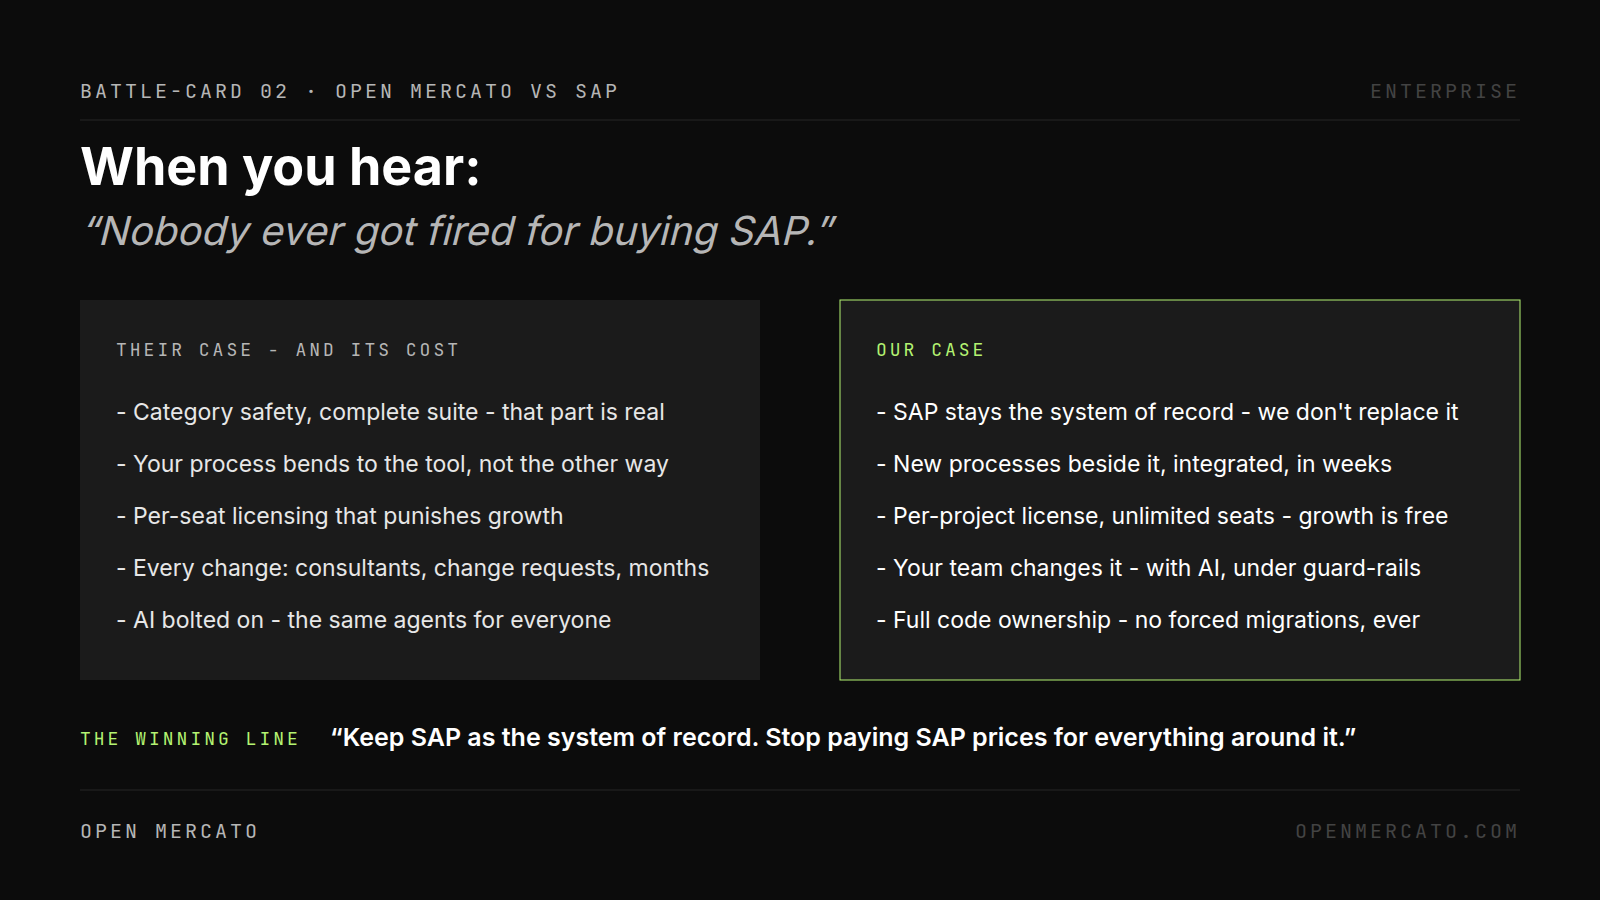 BATTLE-CARD 02 · OPEN MERCATO VS SAP
ENTERPRISE
When you hear:
“Nobody ever got fired for buying SAP.”
THEIR CASE - AND ITS COST
- Category safety, complete suite - that part is real
- Your process bends to the tool, not the other way
- Per-seat licensing that punishes growth
- Every change: consultants, change requests, months
- AI bolted on - the same agents for everyone
OUR CASE
- SAP stays the system of record - we don't replace it
- New processes beside it, integrated, in weeks
- Per-project license, unlimited seats - growth is free
- Your team changes it - with AI, under guard-rails
- Full code ownership - no forced migrations, ever
THE WINNING LINE “Keep SAP as the system of record. Stop paying SAP prices for everything around it.”
OPEN MERCATO
OPENMERCATO.COM